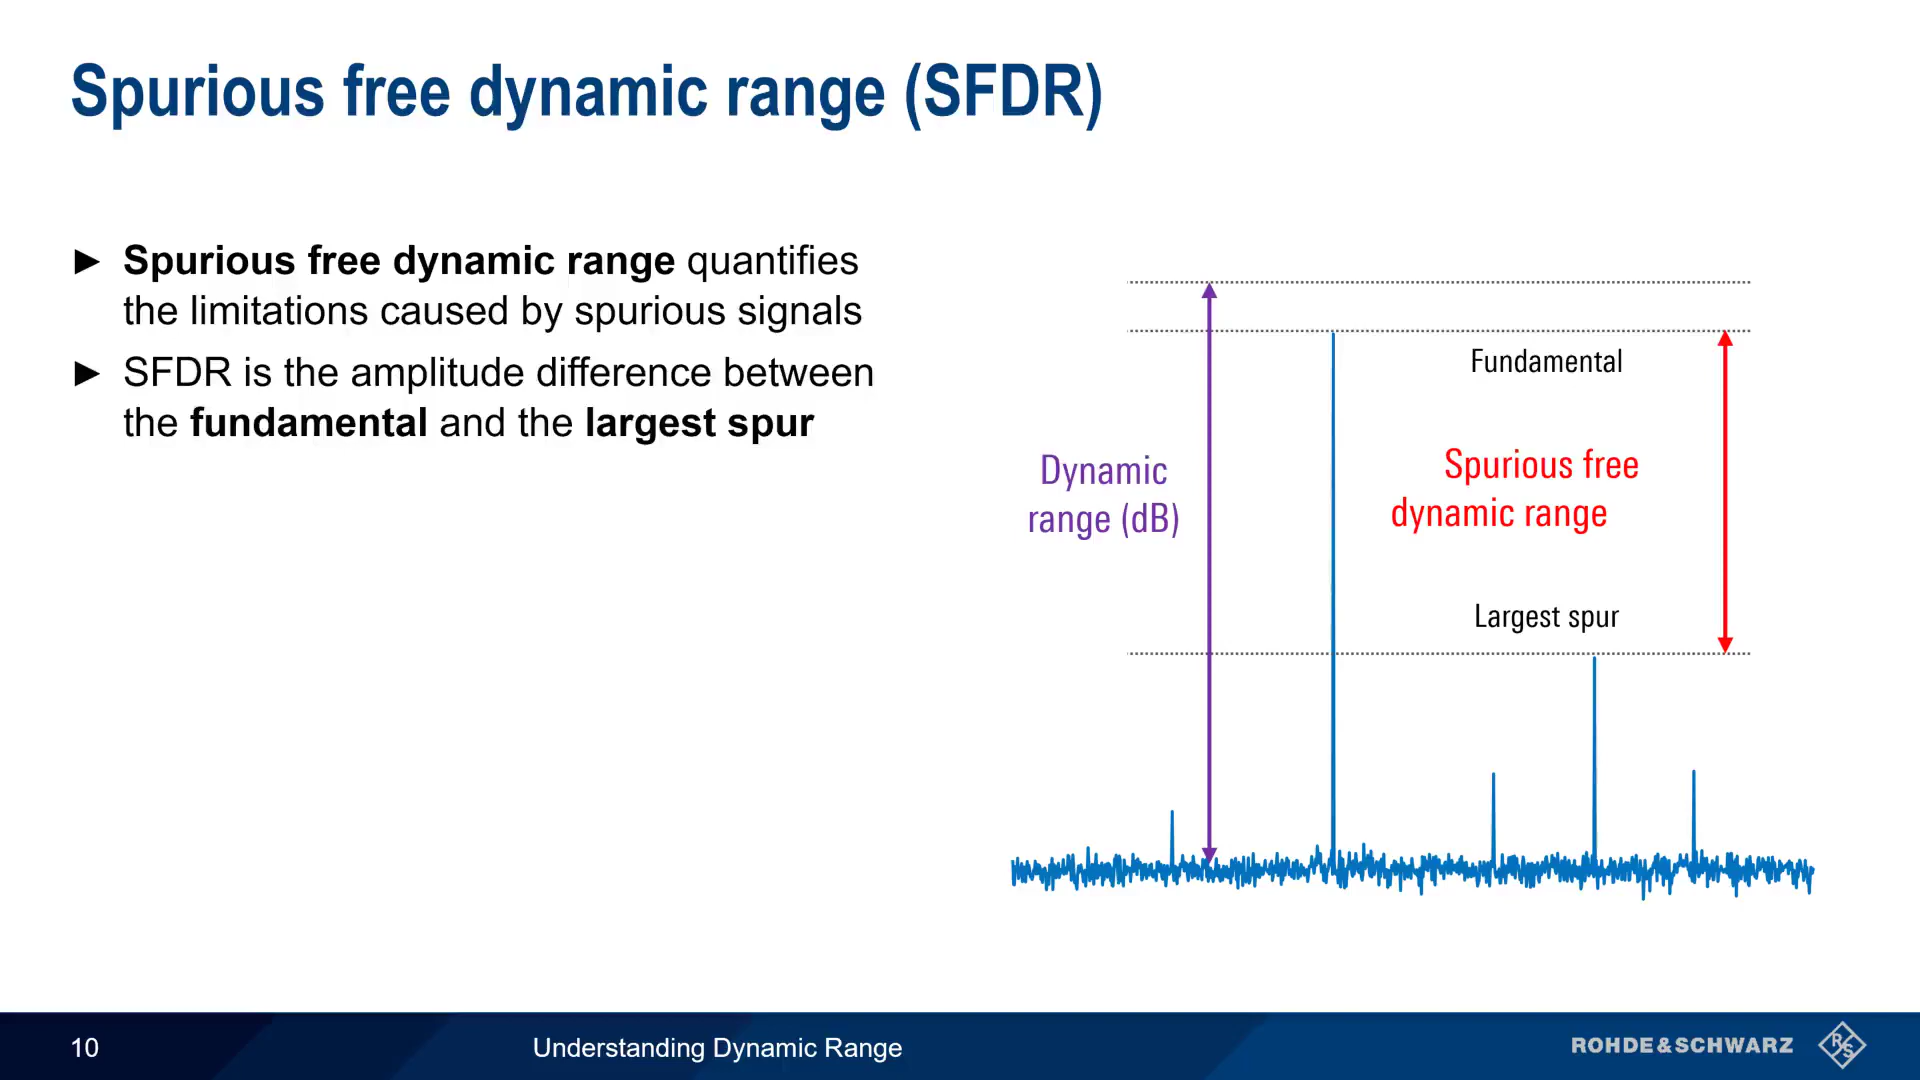 Spurious free dynamic range (SFDR)
► Spurious free dynamic range quantifies
the limitations caused by spurious signals
► SFDR is the amplitude difference between
the fundamental and the largest spur
Fundamental
Dynamic
range (dB)
Spurious free
dynamic range
Largest spur
10
Understanding Dynamic Range
ROHDE&SCHWARZ
RS